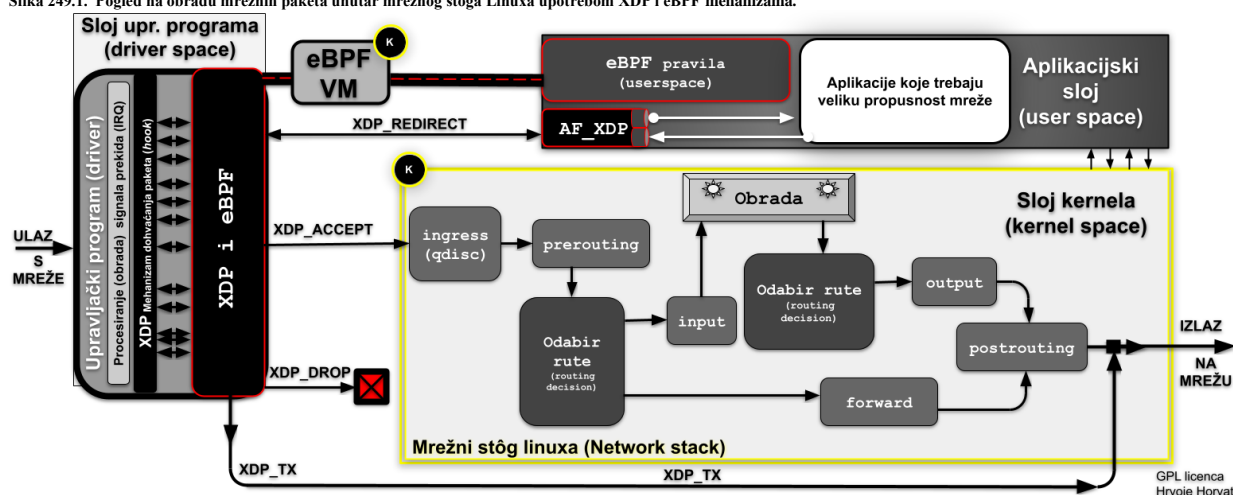 Slika 249.1. Pogled na obradu mrežnih paketa unutar mrežnog stoga Linuxa upotrebom XDP i eBPF mehanizama.
Sloj upr. programa
(driver space)
Upravljački program (driver)
Procesiranje (obrada) signala prekida (IRQ)
XDP Mehanizam dohvaćanja paketa (hook)
XDP i eBPF
ULAZ
S
MREŽE
eBPF
VM
K
eBPF pravila
(userspace)
Aplikacije koje trebaju
veliku propusnost mreže
Aplikacijski
sloj
(user space)
XDP_REDIRECT
AF_XDP
K
Sloj kernela
(kernel space)
XDP_ACCEPT
ingress
(qdisc)
prerouting
Odabir
rute
(routing
decision)
input
Obrada
Odabir rute
(routing
decision)
output
postrouting
forward
IZLAZ
NA
MREŽU
XDP_DROP
Mrežni stôg linuxa (Network stack)
XDP_TX
XDP_TX
GPL licenca
Hrvoje Horvat